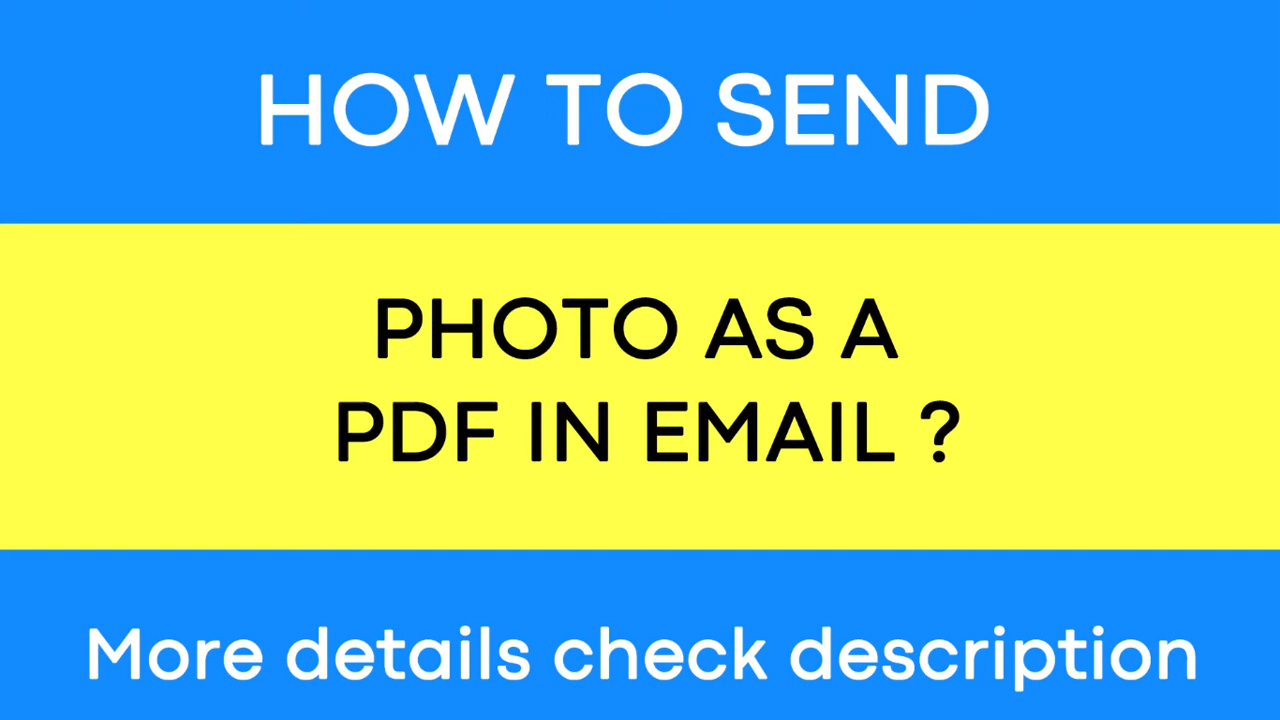 HOW TO SEND
PHOTO AS A
PDF IN EMAIL ?
More details check description